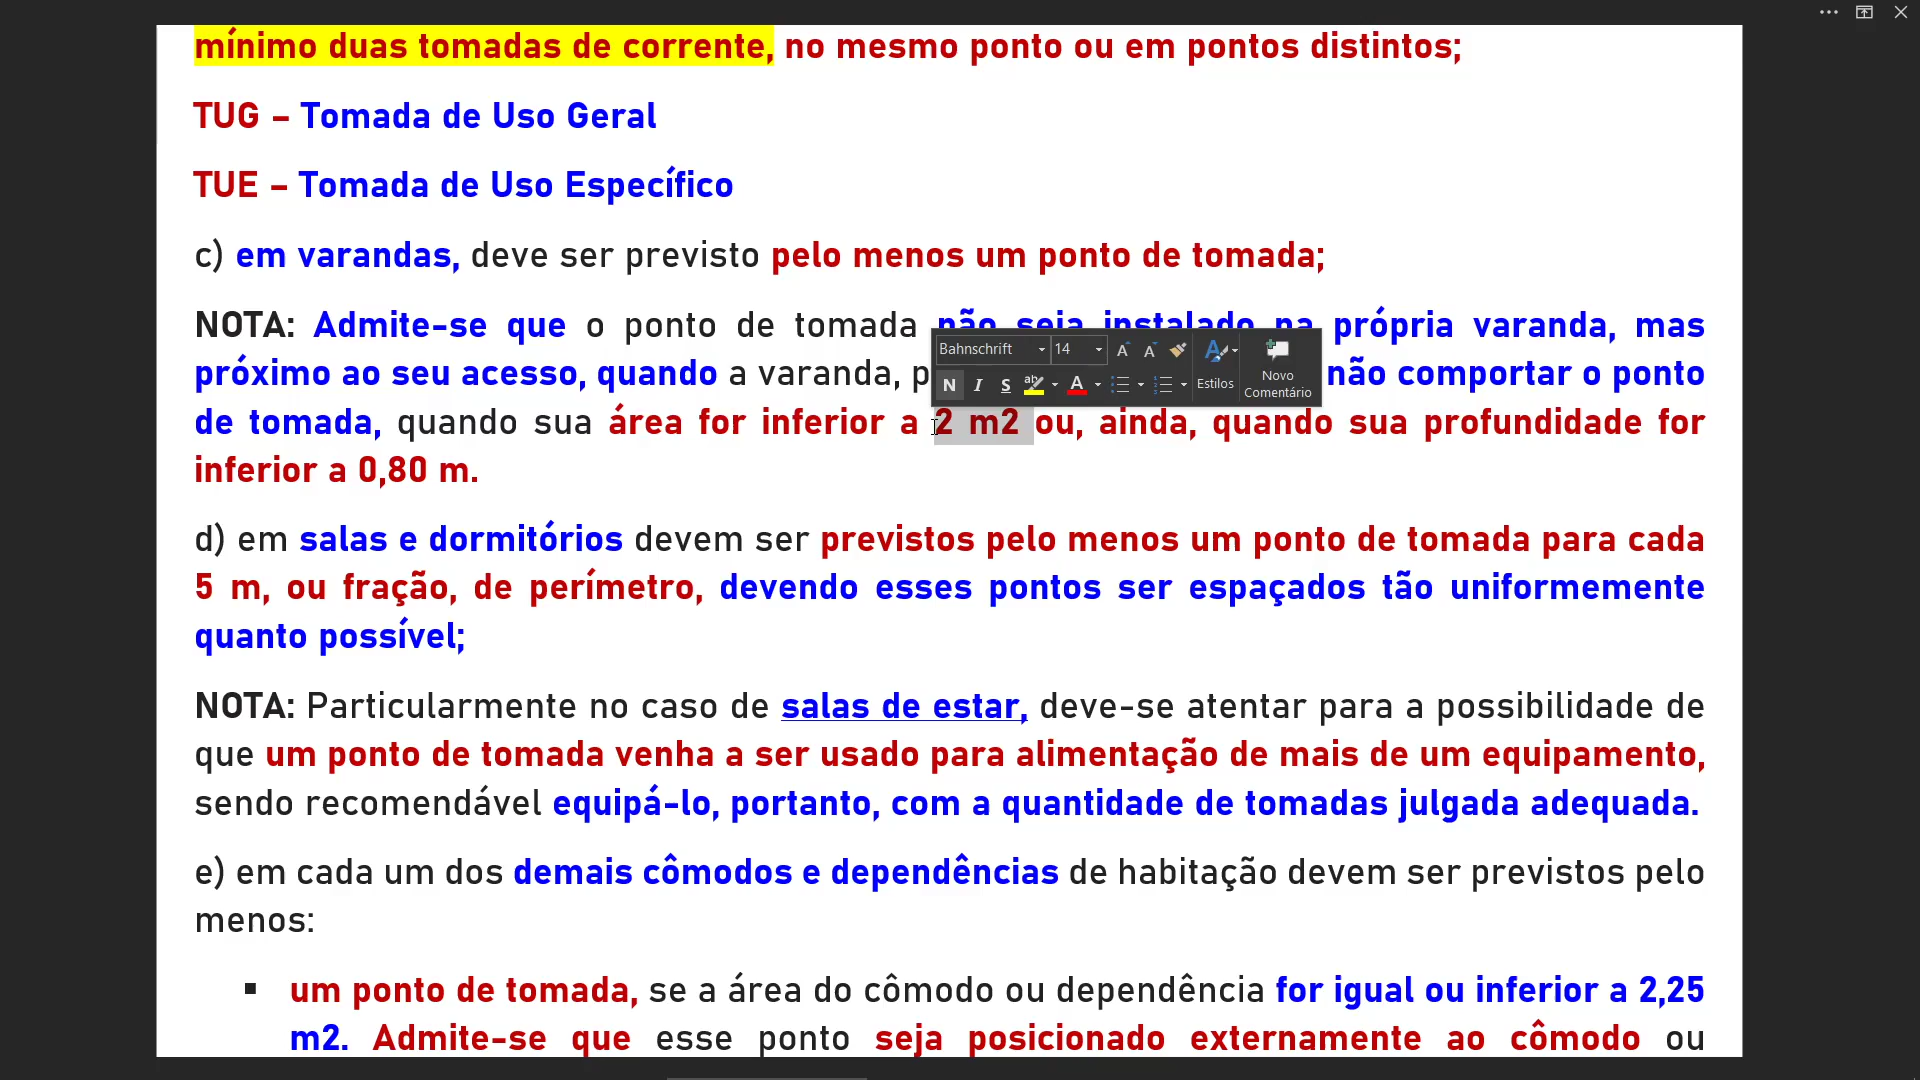 mínimo duas tomadas de corrente, no mesmo ponto ou em pontos distintos;
TUG – Tomada de Uso Geral
TUE – Tomada de Uso Específico
c) em varandas, deve ser previsto pelo menos um ponto de tomada;
NOTA: Admite-se que o ponto de tomada não seja instalado na própria varanda, mas
próximo ao seu acesso, quando a varanda, p não comportar o ponto
Bahnschrift 14
N I S
Estilos
Novo
Comentário
de tomada, quando sua área for inferior a 2 m2 ou, ainda, quando sua profundidade for
inferior a 0,80 m.
d) em salas e dormitórios devem ser previstos pelo menos um ponto de tomada para cada
5 m, ou fração, de perímetro, devendo esses pontos ser espaçados tão uniformemente
quanto possível;
NOTA: Particularmente no caso de salas de estar, deve-se atentar para a possibilidade de
que um ponto de tomada venha a ser usado para alimentação de mais de um equipamento,
sendo recomendável equipá-lo, portanto, com a quantidade de tomadas julgada adequada.
e) em cada um dos demais cômodos e dependências de habitação devem ser previstos pelo
menos:
▪ um ponto de tomada, se a área do cômodo ou dependência for igual ou inferior a 2,25
m2. Admite-se que esse ponto seja posicionado externamente ao cômodo ou